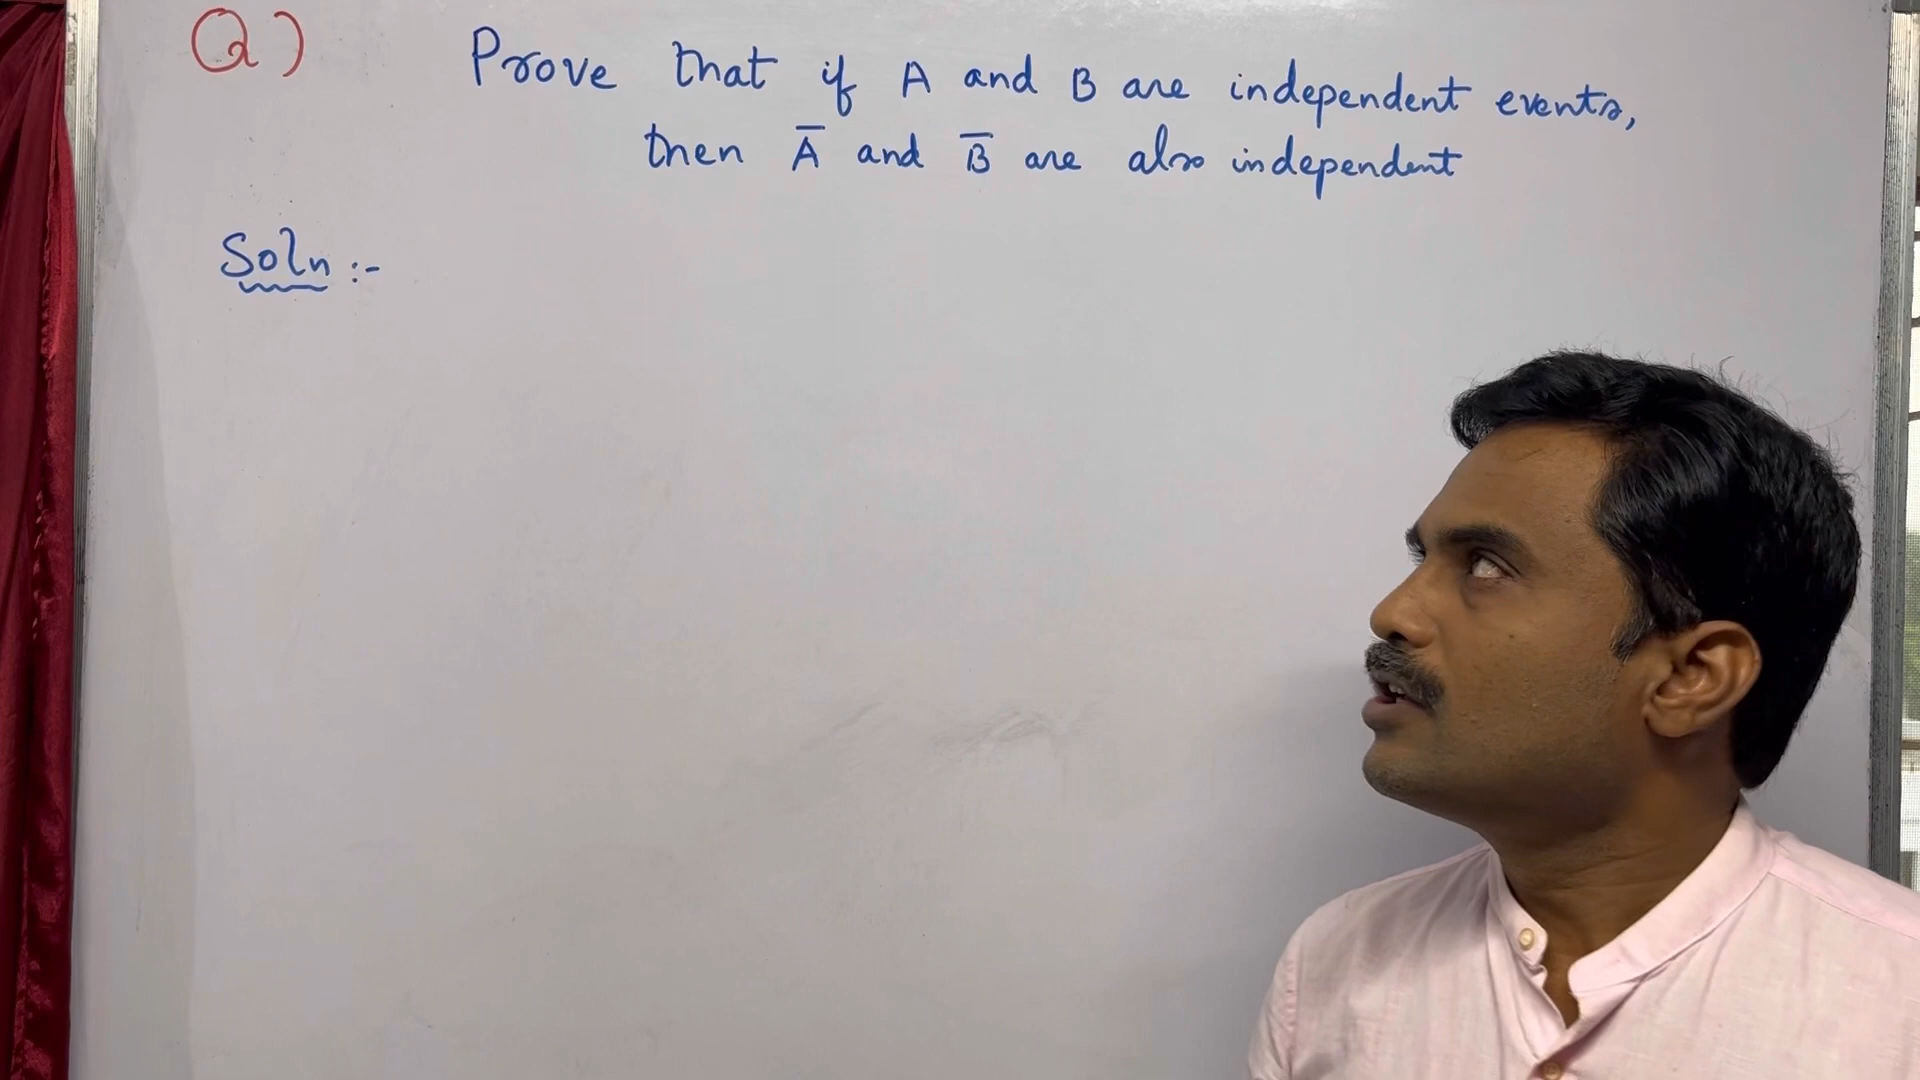 Q) Prove that if A and B are independent events,
then A̅ and B̅ are also independent
Soln :-